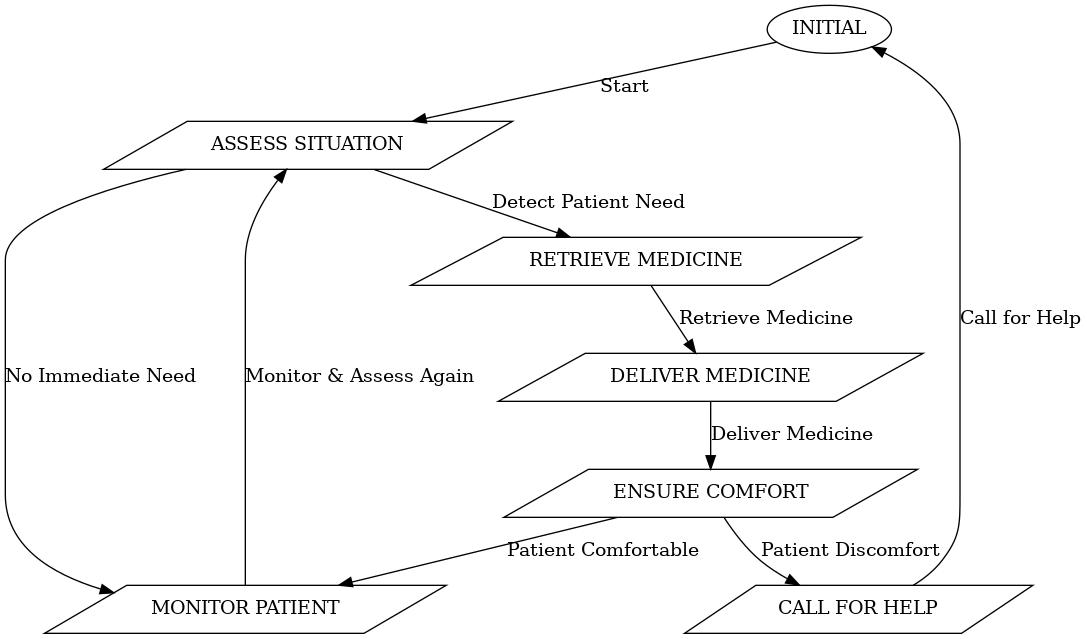 INITIAL
Start
ASSESS SITUATION
Detect Patient Need
RETRIEVE MEDICINE
Retrieve Medicine
Call for Help
DELIVER MEDICINE
No Immediate Need
Monitor & Assess Again
Deliver Medicine
ENSURE COMFORT
Patient Comfortable
Patient Discomfort
MONITOR PATIENT
CALL FOR HELP